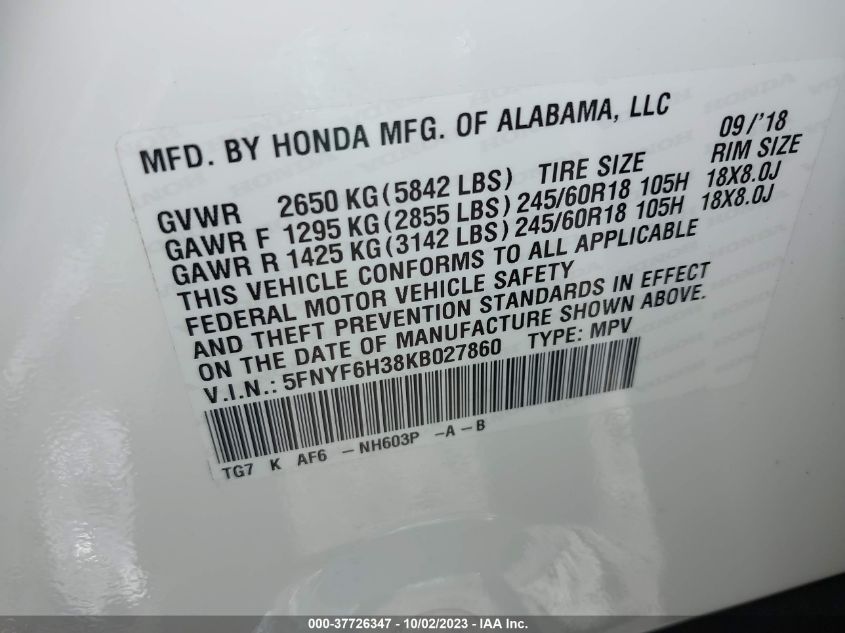 MFD. BY HONDA MFG. OF ALABAMA, LLC 09/'18
GVWR 2650 KG (5842 LBS) TIRE SIZE RIM SIZE
GAWR F 1295 KG (2855 LBS) 245/60R18 105H 18X8.0J
GAWR R 1425 KG (3142 LBS) 245/60R18 105H 18X8.0J
THIS VEHICLE CONFORMS TO ALL APPLICABLE
FEDERAL MOTOR VEHICLE SAFETY
AND THEFT PREVENTION STANDARDS IN EFFECT
ON THE DATE OF MANUFACTURE SHOWN ABOVE.
V.I.N.: 5FNYF6H38KB027860 TYPE: MPV
TG7 K AF6 -NH603P -A-B
000-37726347 - 10/02/2023 - IAA Inc.